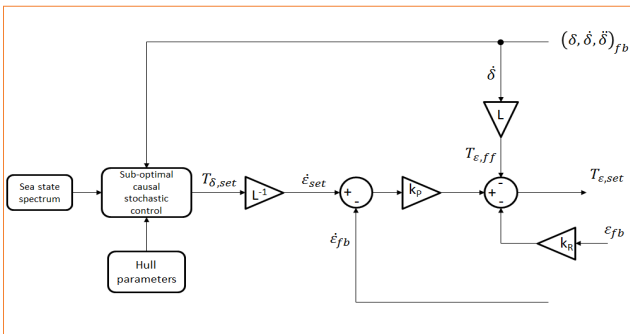 (δ, δ̇, δ̈)_fb
δ̇
L
T_ε,ff
Sea state
spectrum
Sub-optimal
causal
stochastic
control
T_δ,set
L⁻¹
ε̇_set
+
-
k_p
+
-
-
T_ε,set
ε̇_fb
k_R
ε_fb
Hull
parameters